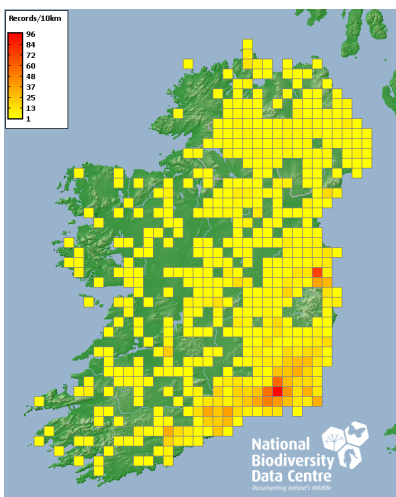 Records/10km
96
84
72
60
48
37
25
13
1
National
Biodiversity
Data Centre
Documenting Ireland's Wildlife